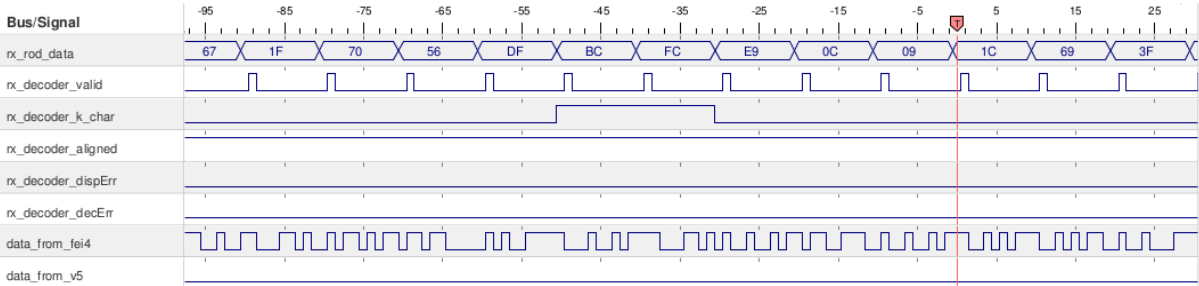 Bus/Signal -95 -85 -75 -65 -55 -45 -35 -25 -15 -5 T 5 15 25
rx_rod_data 67 1F 70 56 DF BC FC E9 0C 09 1C 69 3F
rx_decoder_valid
rx_decoder_k_char
rx_decoder_aligned
rx_decoder_dispErr
rx_decoder_decErr
data_from_fei4
data_from_v5